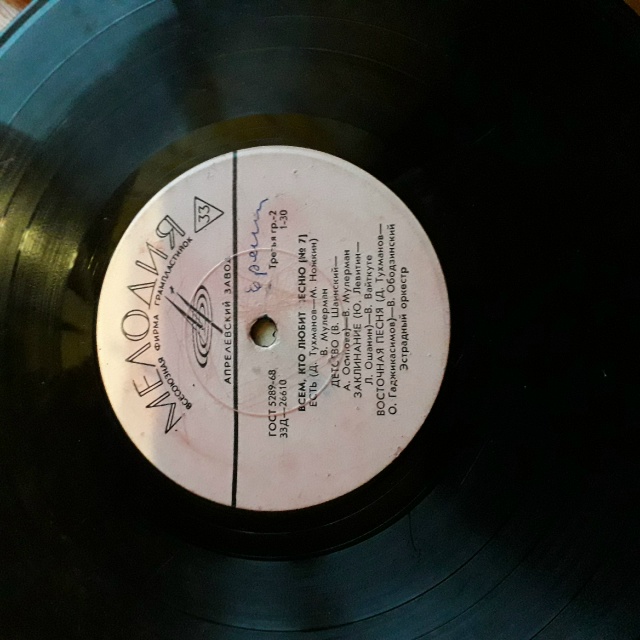 МЕЛОДИЯ
ВСЕСОЮЗНАЯ ФИРМА ГРАМПЛАСТИНОК
33
АПРЕЛЕВСКИЙ ЗАВОД
ГОСТ 5289-68 Третья гр.-2
33Д—26610 1-30
ВСЕМ, КТО ЛЮБИТ ПЕСНЮ [№ 7]
ЕСТЬ (Д. Тухманов—М. Ножкин)
В. Мулерман
ДЕТСТВО (В. Шаинский—
А. Основ)—В. Мулерман
ЗАКЛИНАНИЕ (Ю. Левитин—
Л. Ошанин)—В. Вайткуте
ВОСТОЧНАЯ ПЕСНЯ (Д. Тухманов—
О. Гаджикасимов)—В. Ободзинский
Эстрадный оркестр